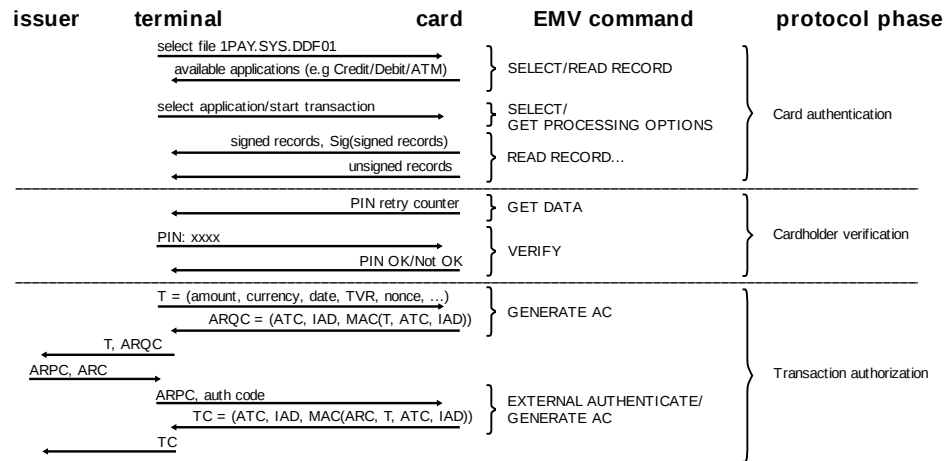 issuer terminal card EMV command protocol phase
select file 1PAY.SYS.DDF01
available applications (e.g Credit/Debit/ATM)
SELECT/READ RECORD
select application/start transaction
SELECT/
GET PROCESSING OPTIONS
Card authentication
signed records, Sig(signed records)
READ RECORD...
unsigned records
PIN retry counter
GET DATA
Cardholder verification
PIN: xxxx
VERIFY
PIN OK/Not OK
T = (amount, currency, date, TVR, nonce, ...)
GENERATE AC
ARQC = (ATC, IAD, MAC(T, ATC, IAD))
T, ARQC
ARPC, ARC
Transaction authorization
ARPC, auth code
EXTERNAL AUTHENTICATE/
GENERATE AC
TC = (ATC, IAD, MAC(ARC, T, ATC, IAD))
TC